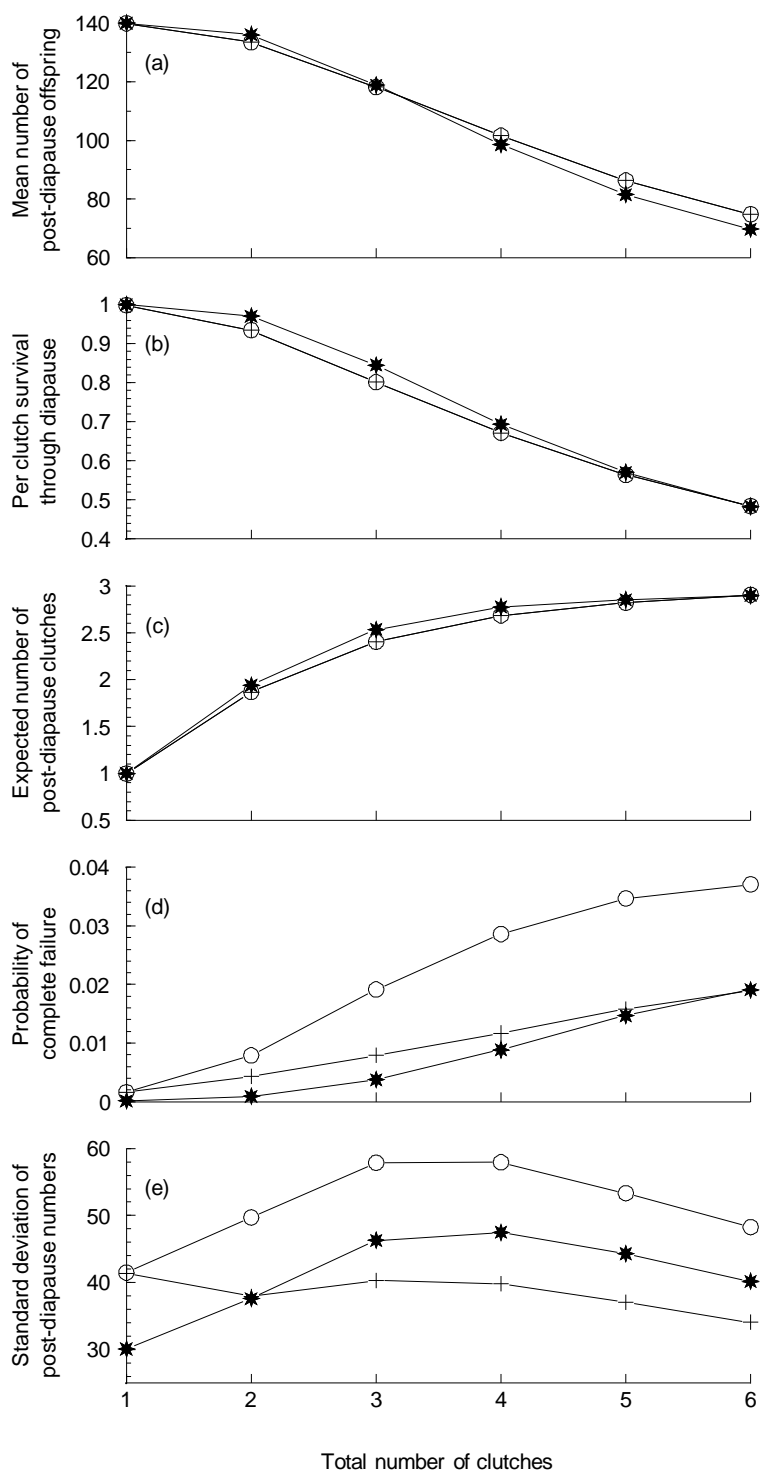 140
120
100
80
60
Mean number of
post-diapause offspring
(a)
1
0.9
0.8
0.7
0.6
0.5
0.4
Per clutch survival
through diapause
(b)
3
2.5
2
1.5
1
0.5
Expected number of
post-diapause clutches
(c)
0.04
0.03
0.02
0.01
0
Probability of
complete failure
(d)
60
50
40
30
Standard deviation of
post-diapause numbers
(e)
1 2 3 4 5 6
Total number of clutches